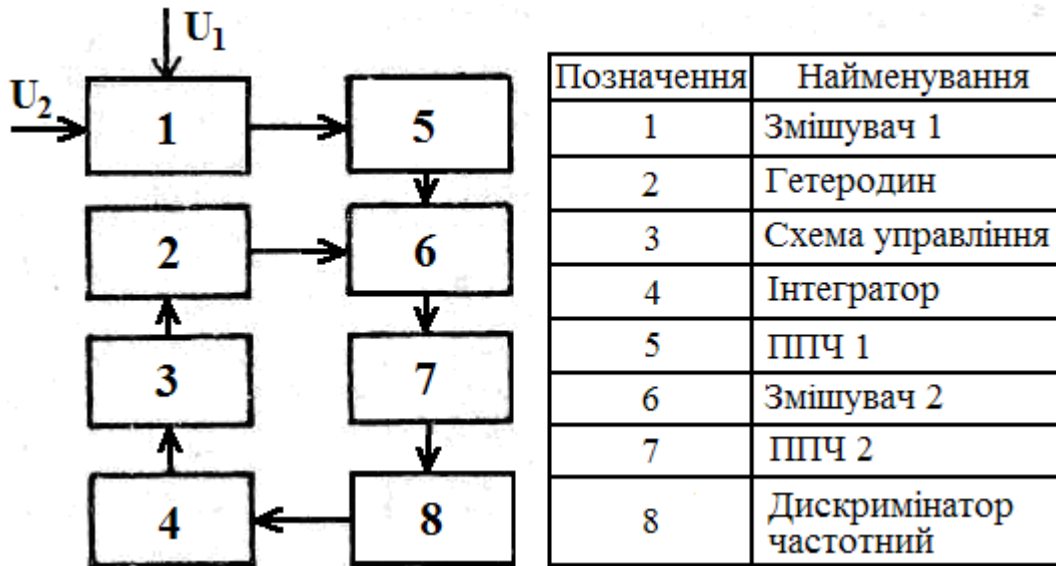 U1
U2
1
5
2
6
3
7
4
8
Позначення Найменування
1 Змішувач 1
2 Гетеродин
3 Схема управління
4 Інтегратор
5 ППЧ 1
6 Змішувач 2
7 ППЧ 2
8 Дискримінатор
частотний